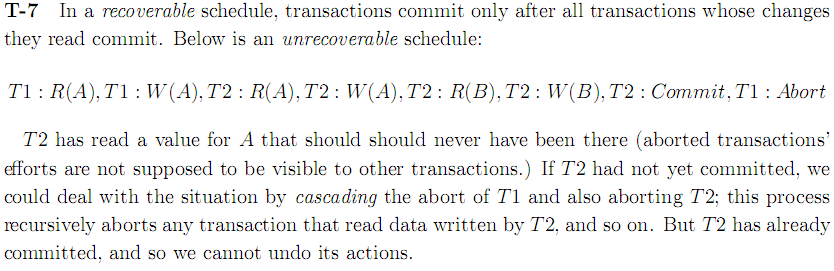 T-7 In a recoverable schedule, transactions commit only after all transactions whose changes
they read commit. Below is an unrecoverable schedule:
T1 : R(A), T1 : W(A), T2 : R(A), T2 : W(A), T2 : R(B), T2 : W(B), T2 : Commit, T1 : Abort
T2 has read a value for A that should should never have been there (aborted transactions'
efforts are not supposed to be visible to other transactions.) If T2 had not yet committed, we
could deal with the situation by cascading the abort of T1 and also aborting T2; this process
recursively aborts any transaction that read data written by T2, and so on. But T2 has already
committed, and so we cannot undo its actions.